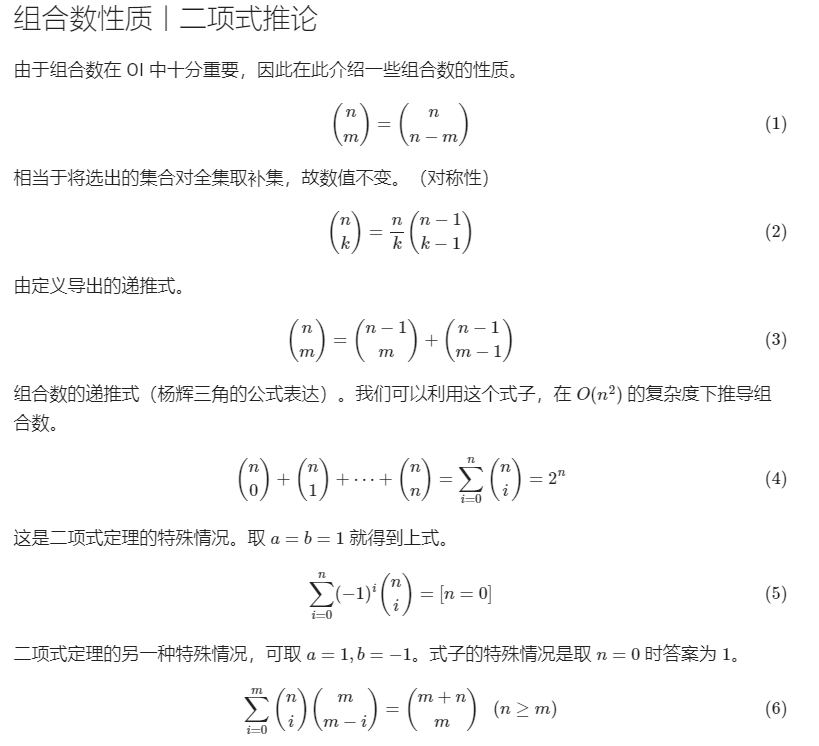 组合数性质 | 二项式推论
由于组合数在 OI 中十分重要，因此在此介绍一些组合数的性质。
$\binom{n}{m} = \binom{n}{n-m}$ (1)
相当于将选出的集合对全集取补集，故数值不变。（对称性）
$\binom{n}{k} = \frac{n}{k}\binom{n-1}{k-1}$ (2)
由定义导出的递推式。
$\binom{n}{m} = \binom{n-1}{m} + \binom{n-1}{m-1}$ (3)
组合数的递推式（杨辉三角的公式表达）。我们可以利用这个式子，在 $O(n^2)$ 的复杂度下推导组
合数。
$\binom{n}{0} + \binom{n}{1} + \cdots + \binom{n}{n} = \sum_{i=0}^{n}\binom{n}{i} = 2^n$ (4)
这是二项式定理的特殊情况。取 $a = b = 1$ 就得到上式。
$\sum_{i=0}^{n}(-1)^i\binom{n}{i} = [n = 0]$ (5)
二项式定理的另一种特殊情况，可取 $a = 1, b = -1$。式子的特殊情况是取 $n = 0$ 时答案为 $1$。
$\sum_{i=0}^{m}\binom{n}{i}\binom{m}{m-i} = \binom{m+n}{m} \quad (n \geq m)$ (6)